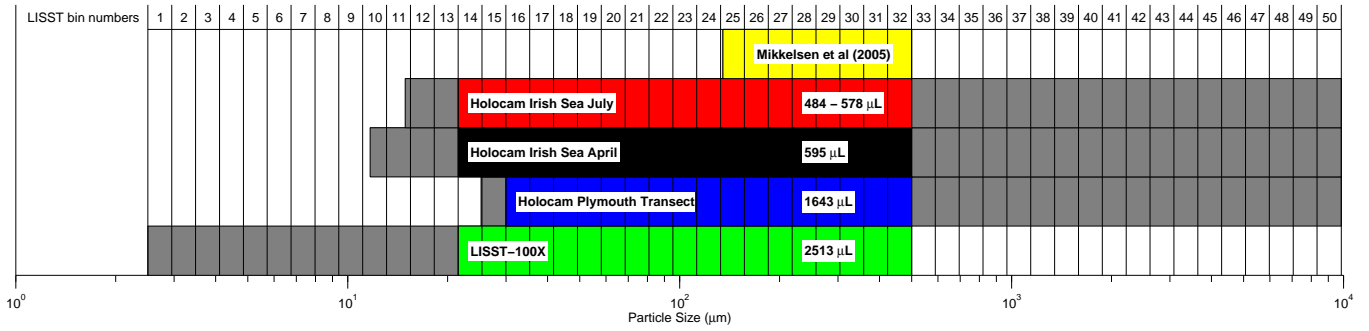 LISST bin numbers 1 2 3 4 5 6 7 8 9 10 11 12 13 14 15 16 17 18 19 20 21 22 23 24 25 26 27 28 29 30 31 32 33 34 35 36 37 38 39 40 41 42 43 44 45 46 47 48 49 50
Mikkelsen et al (2005)
Holocam Irish Sea July 484 − 578 μL
Holocam Irish Sea April 595 μL
Holocam Plymouth Transect 1643 μL
LISST−100X 2513 μL
10⁰ 10¹ 10² 10³ 10⁴
Particle Size (μm)